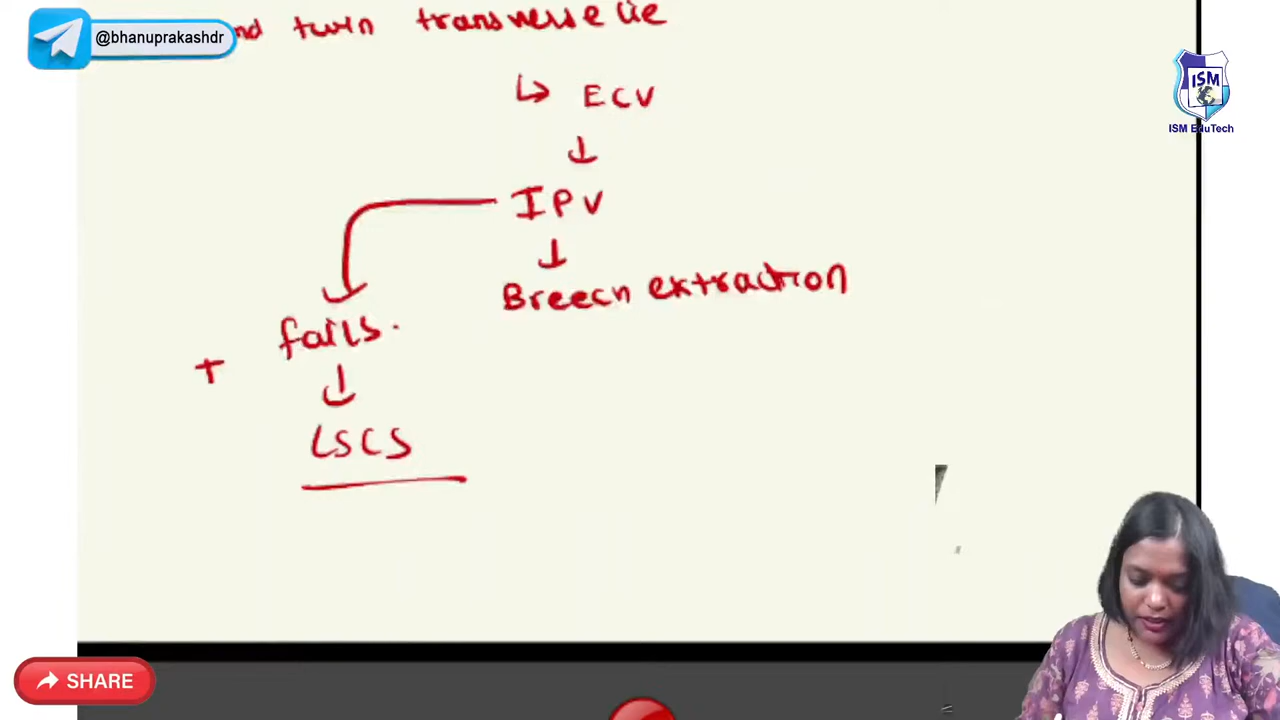 @bhanuprakashdr
nd twin transverse lie
ISM
ISM EduTech
↳ ECV
↓
IPV
↓
Breech extraction
fails.
+
↓
LSCS
SHARE